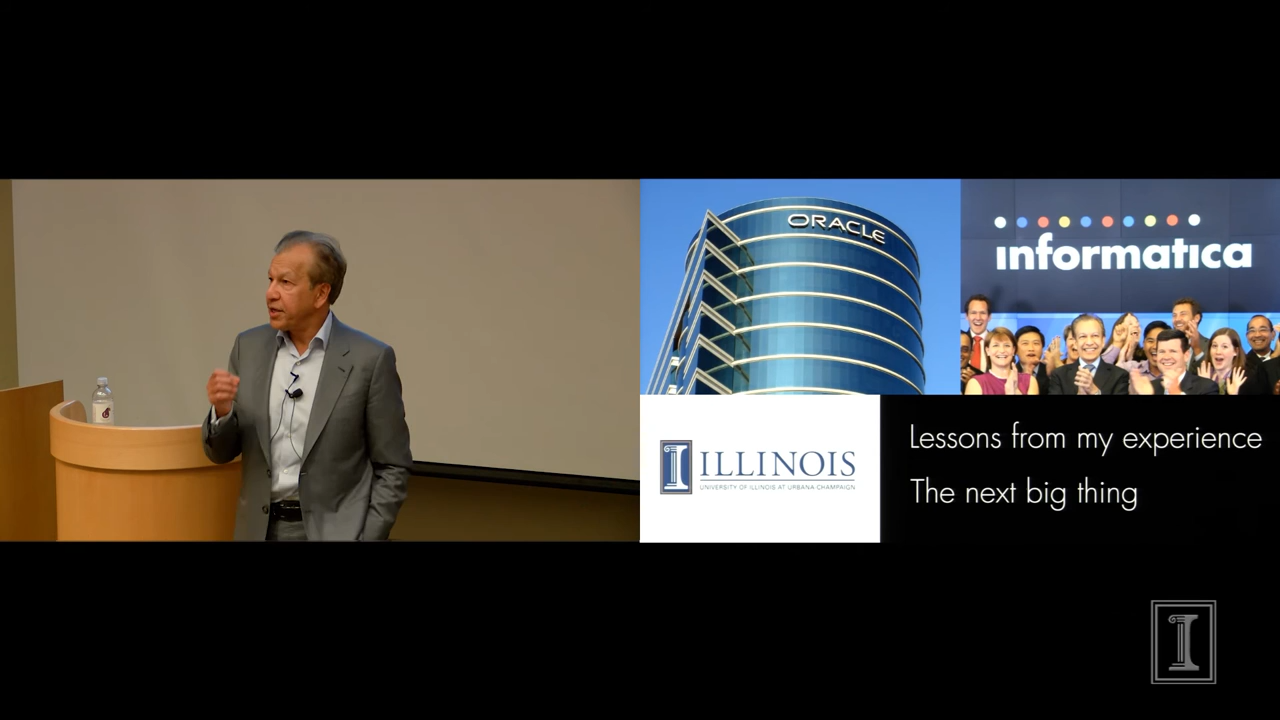 ORACLE
informatica
ILLINOIS
UNIVERSITY OF ILLINOIS AT URBANA-CHAMPAIGN
Lessons from my experience
The next big thing